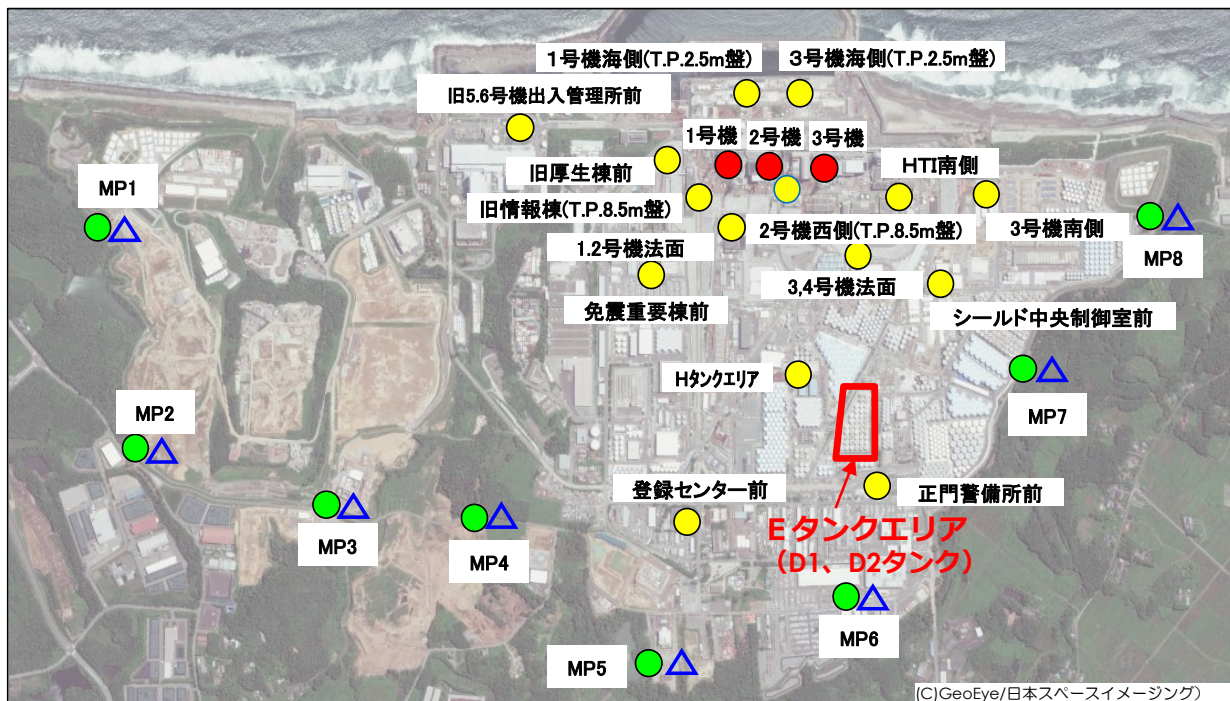 1号機海側(T.P.2.5m盤)
3号機海側(T.P.2.5m盤)
旧5.6号機出入管理所前
1号機
2号機
3号機
旧厚生棟前
HTI南側
MP1
旧情報棟(T.P.8.5m盤)
2号機西側(T.P.8.5m盤)
3号機南側
MP8
1.2号機法面
3,4号機法面
免震重要棟前
シールド中央制御室前
Hタンクエリア
MP7
MP2
登録センター前
正門警備所前
Eタンクエリア
(D1、D2タンク)
MP3
MP4
MP6
MP5
(C)GeoEye/日本スペースイメージング)